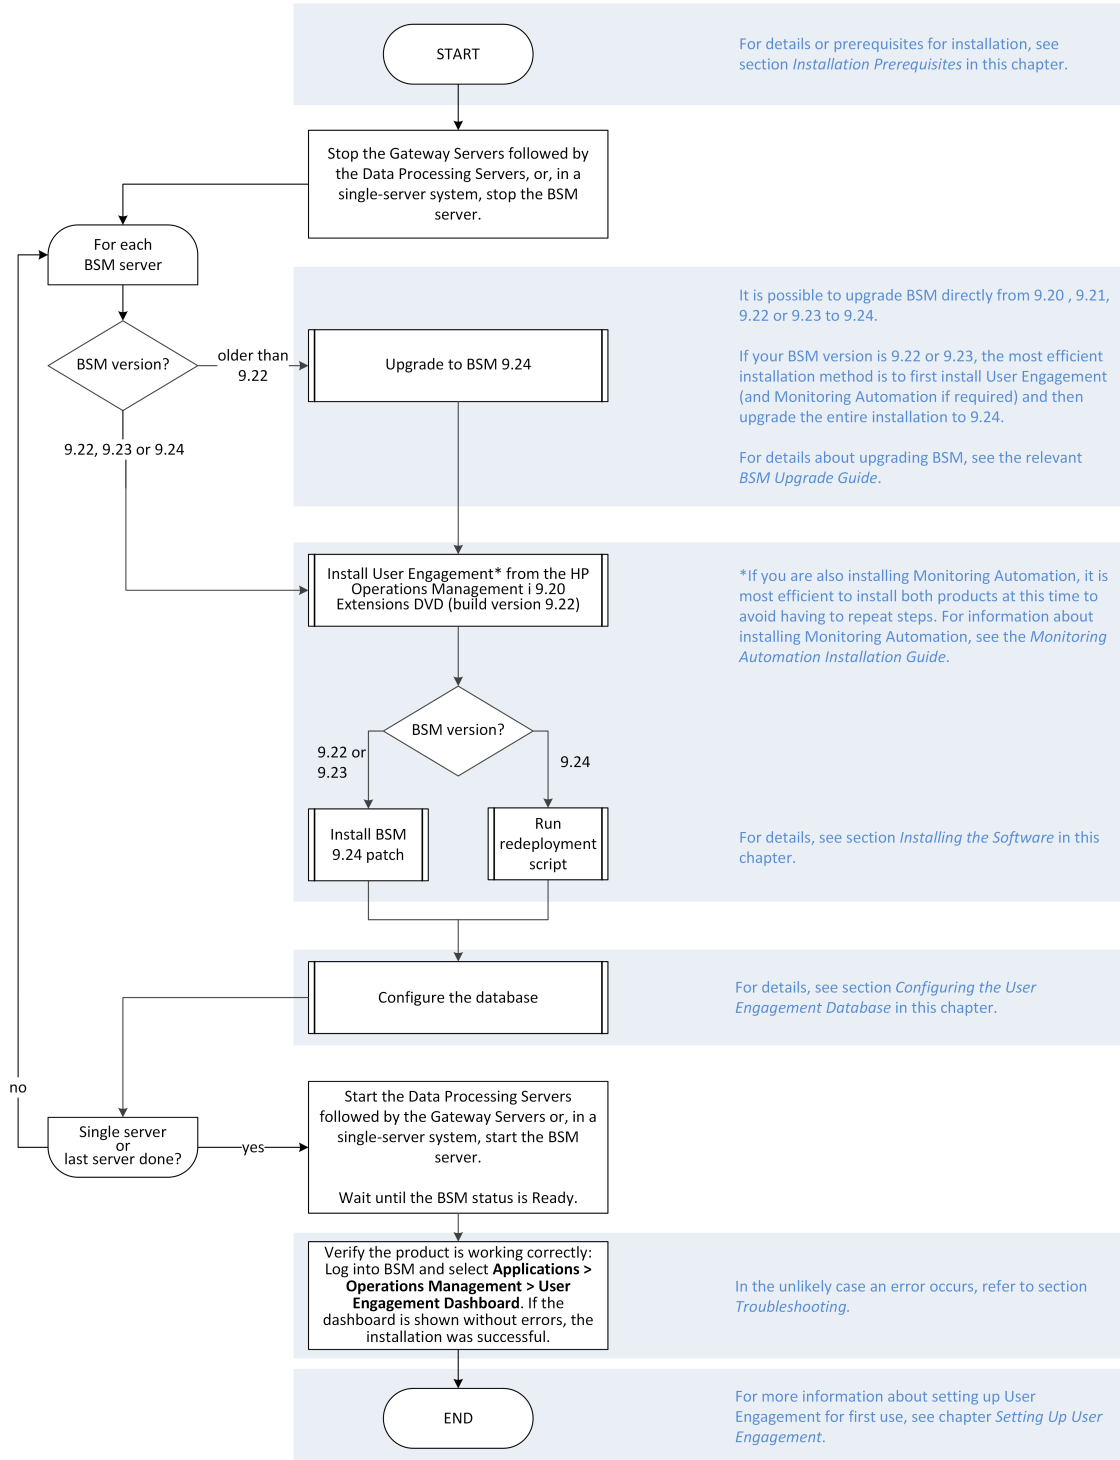 START
For details or prerequisites for installation, see
section Installation Prerequisites in this chapter.
Stop the Gateway Servers followed by
the Data Processing Servers, or, in a
single-server system, stop the BSM
server.
For each
BSM server
BSM version?
older than
9.22
9.22, 9.23 or 9.24
Upgrade to BSM 9.24
It is possible to upgrade BSM directly from 9.20 , 9.21,
9.22 or 9.23 to 9.24.
If your BSM version is 9.22 or 9.23, the most efficient
installation method is to first install User Engagement
(and Monitoring Automation if required) and then
upgrade the entire installation to 9.24.
For details about upgrading BSM, see the relevant
BSM Upgrade Guide.
Install User Engagement* from the HP
Operations Management i 9.20
Extensions DVD (build version 9.22)
*If you are also installing Monitoring Automation, it is
most efficient to install both products at this time to
avoid having to repeat steps. For information about
installing Monitoring Automation, see the Monitoring
Automation Installation Guide.
BSM version?
9.22 or
9.23
9.24
Install BSM
9.24 patch
Run
redeployment
script
For details, see section Installing the Software in this
chapter.
Configure the database
For details, see section Configuring the User
Engagement Database in this chapter.
no
Single server
or
last server done?
yes
Start the Data Processing Servers
followed by the Gateway Servers or, in a
single-server system, start the BSM
server.
Wait until the BSM status is Ready.
Verify the product is working correctly:
Log into BSM and select Applications >
Operations Management > User
Engagement Dashboard. If the
dashboard is shown without errors, the
installation was successful.
In the unlikely case an error occurs, refer to section
Troubleshooting.
END
For more information about setting up User
Engagement for first use, see chapter Setting Up User
Engagement.